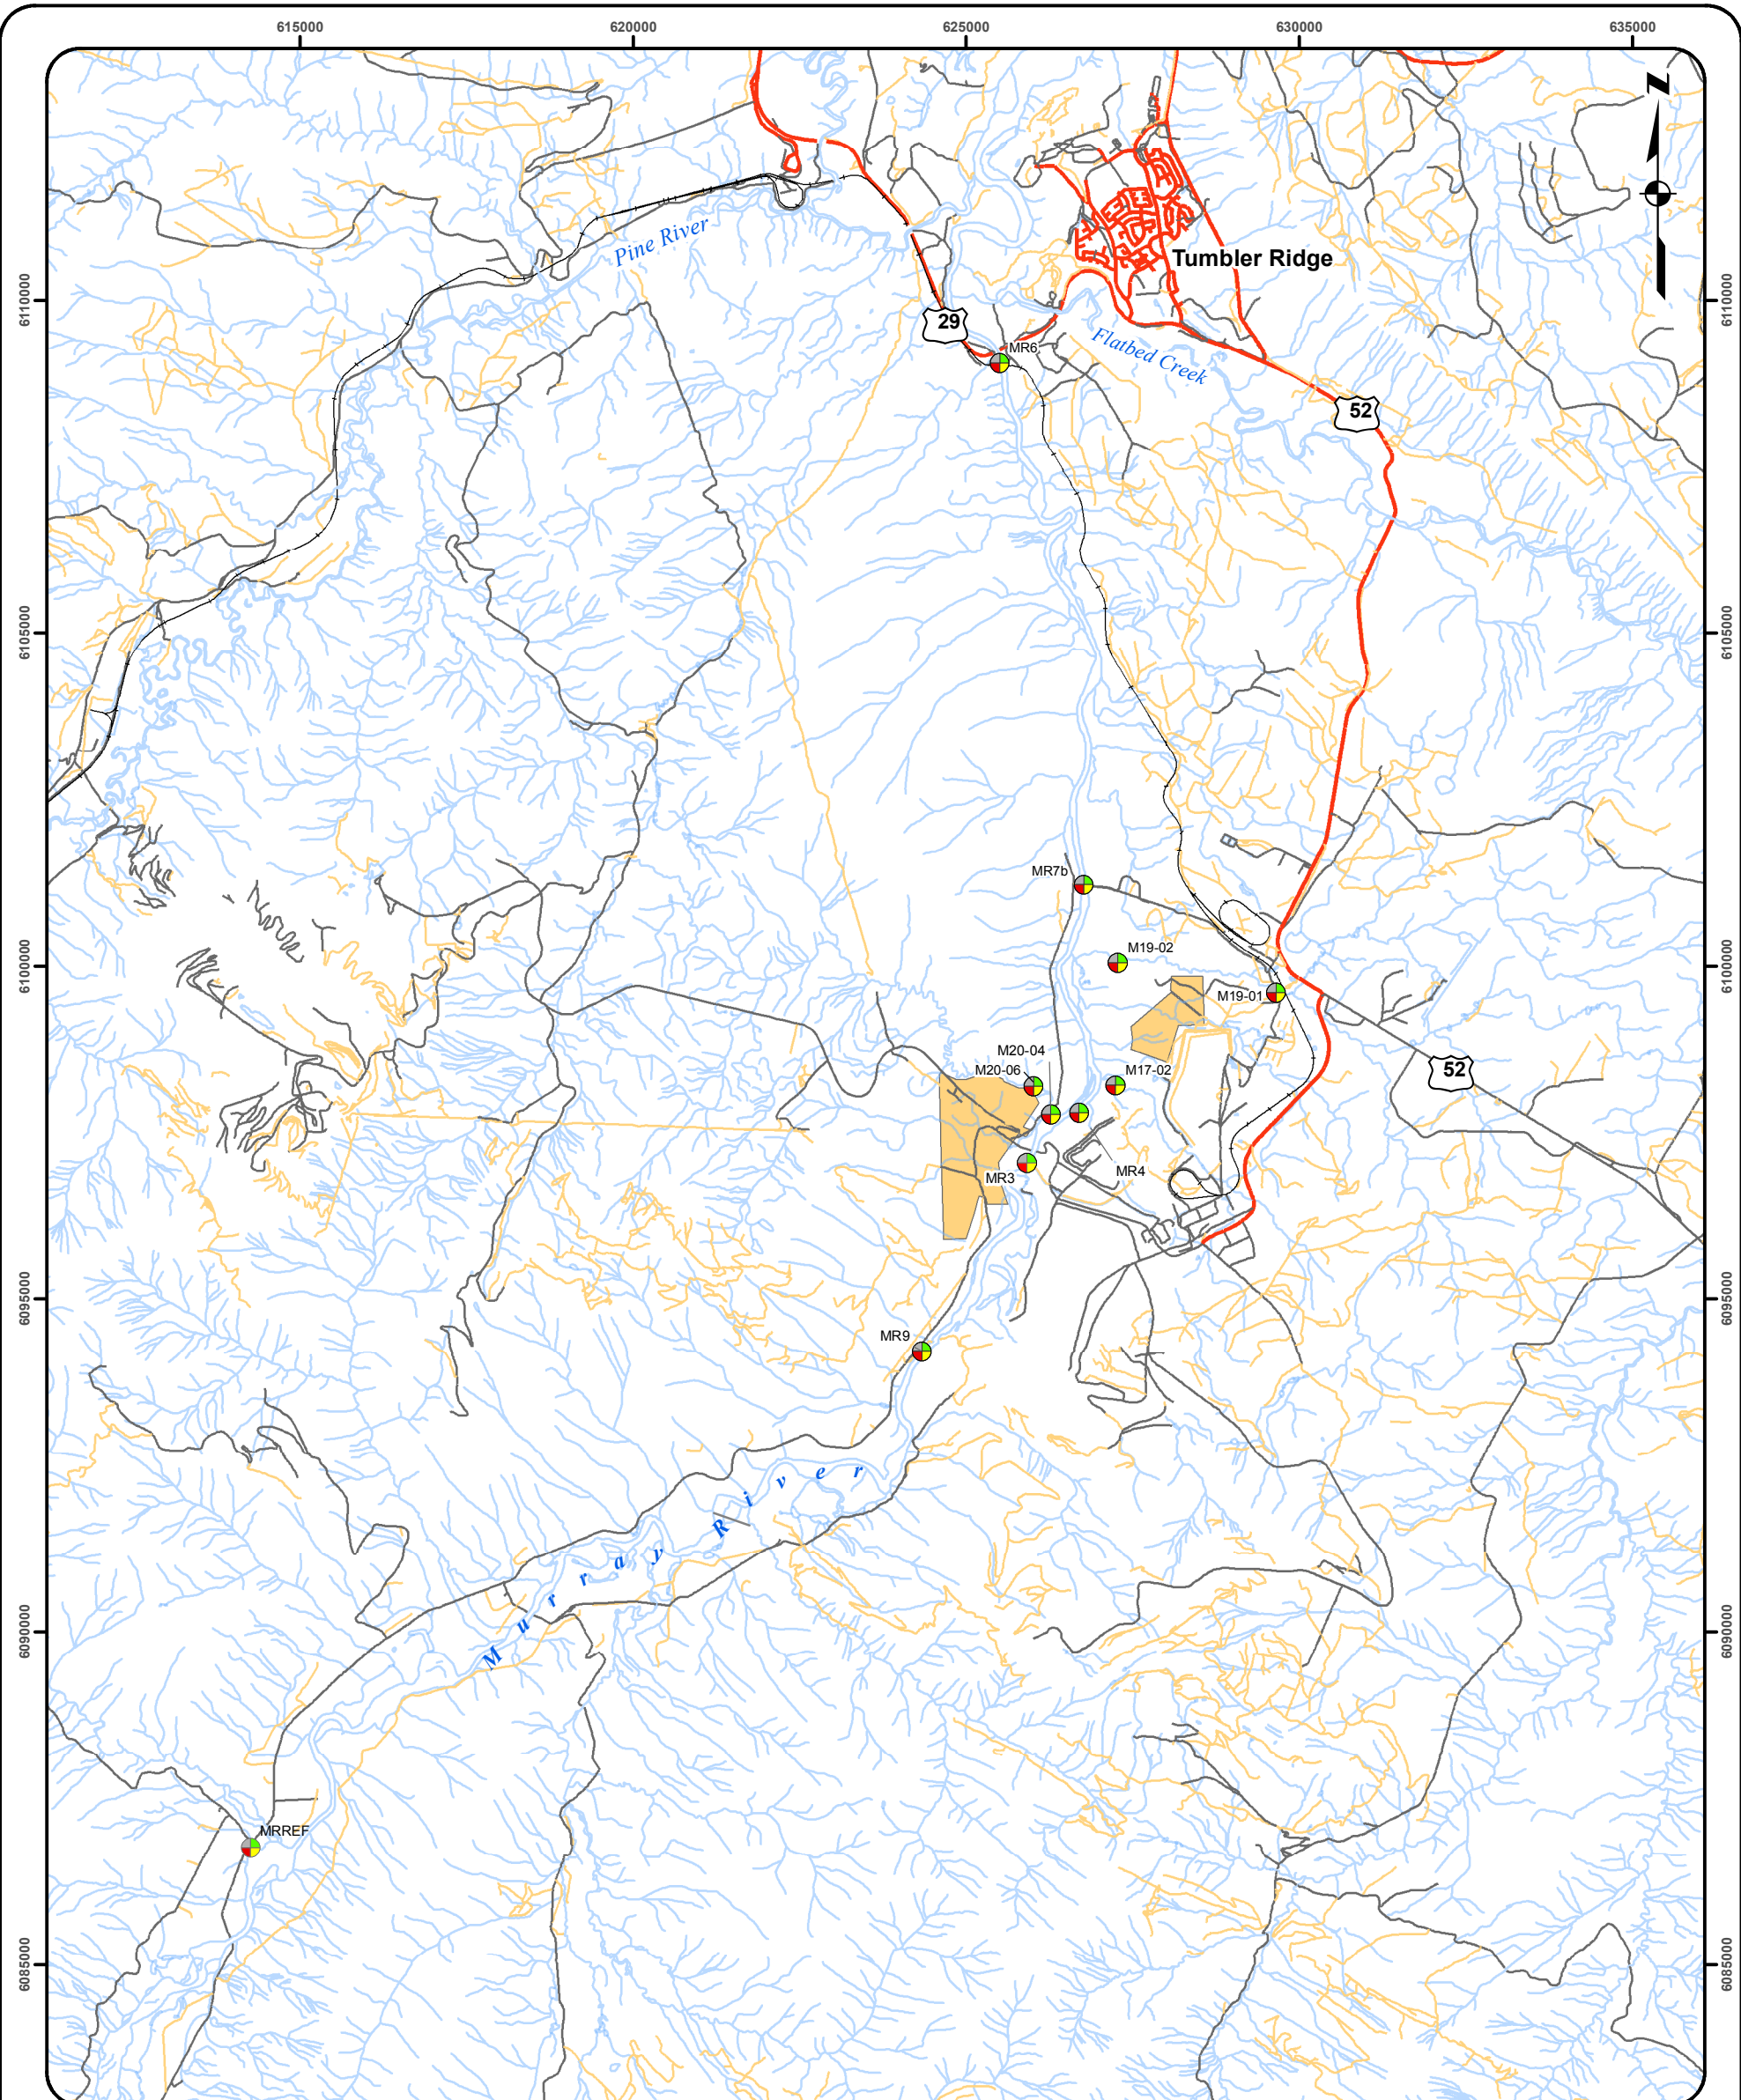 615000 620000 625000 630000 635000
N
Pine River
Tumbler Ridge
6110000 6110000
29
MR6
Flatbed Creek
52
6105000 6105000
MR7b
M19-02
6100000 6100000
M19-01
M20-04
M20-06
M17-02
52
MR3
MR4
6095000 6095000
MR9
Murray River
6090000 6090000
MRREF
6085000 6085000